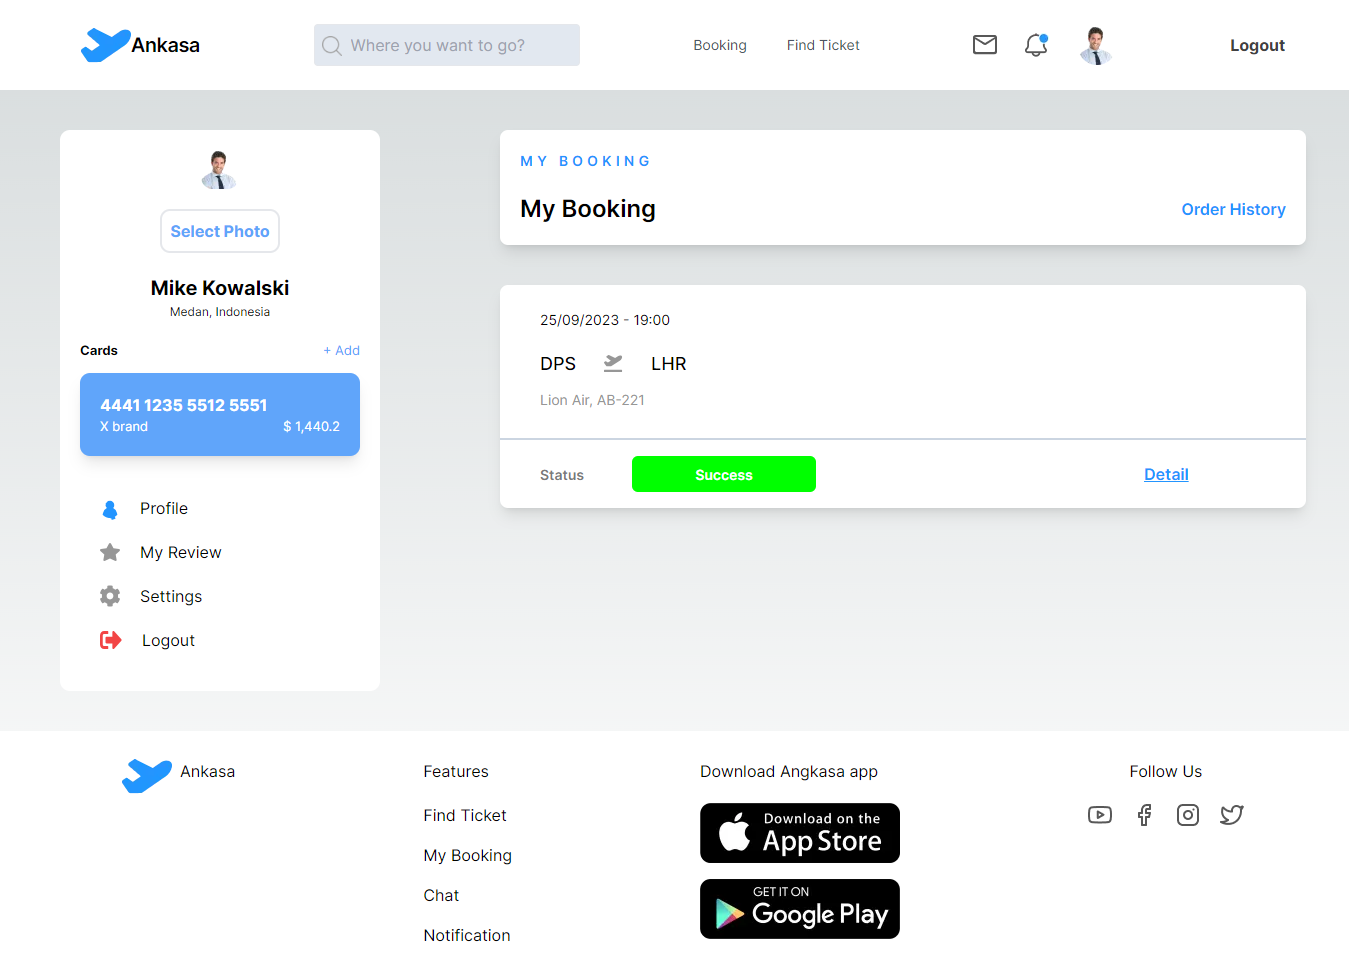 Ankasa
Where you want to go?
Booking
Find Ticket
Logout
Select Photo
Mike Kowalski
Medan, Indonesia
Cards
+ Add
4441 1235 5512 5551
X brand
$ 1,440.2
Profile
My Review
Settings
Logout
MY BOOKING
My Booking
Order History
25/09/2023 - 19:00
DPS
LHR
Lion Air, AB-221
Status
Success
Detail
Ankasa
Features
Find Ticket
My Booking
Chat
Notification
Download Angkasa app
Download on the
App Store
GET IT ON
Google Play
Follow Us